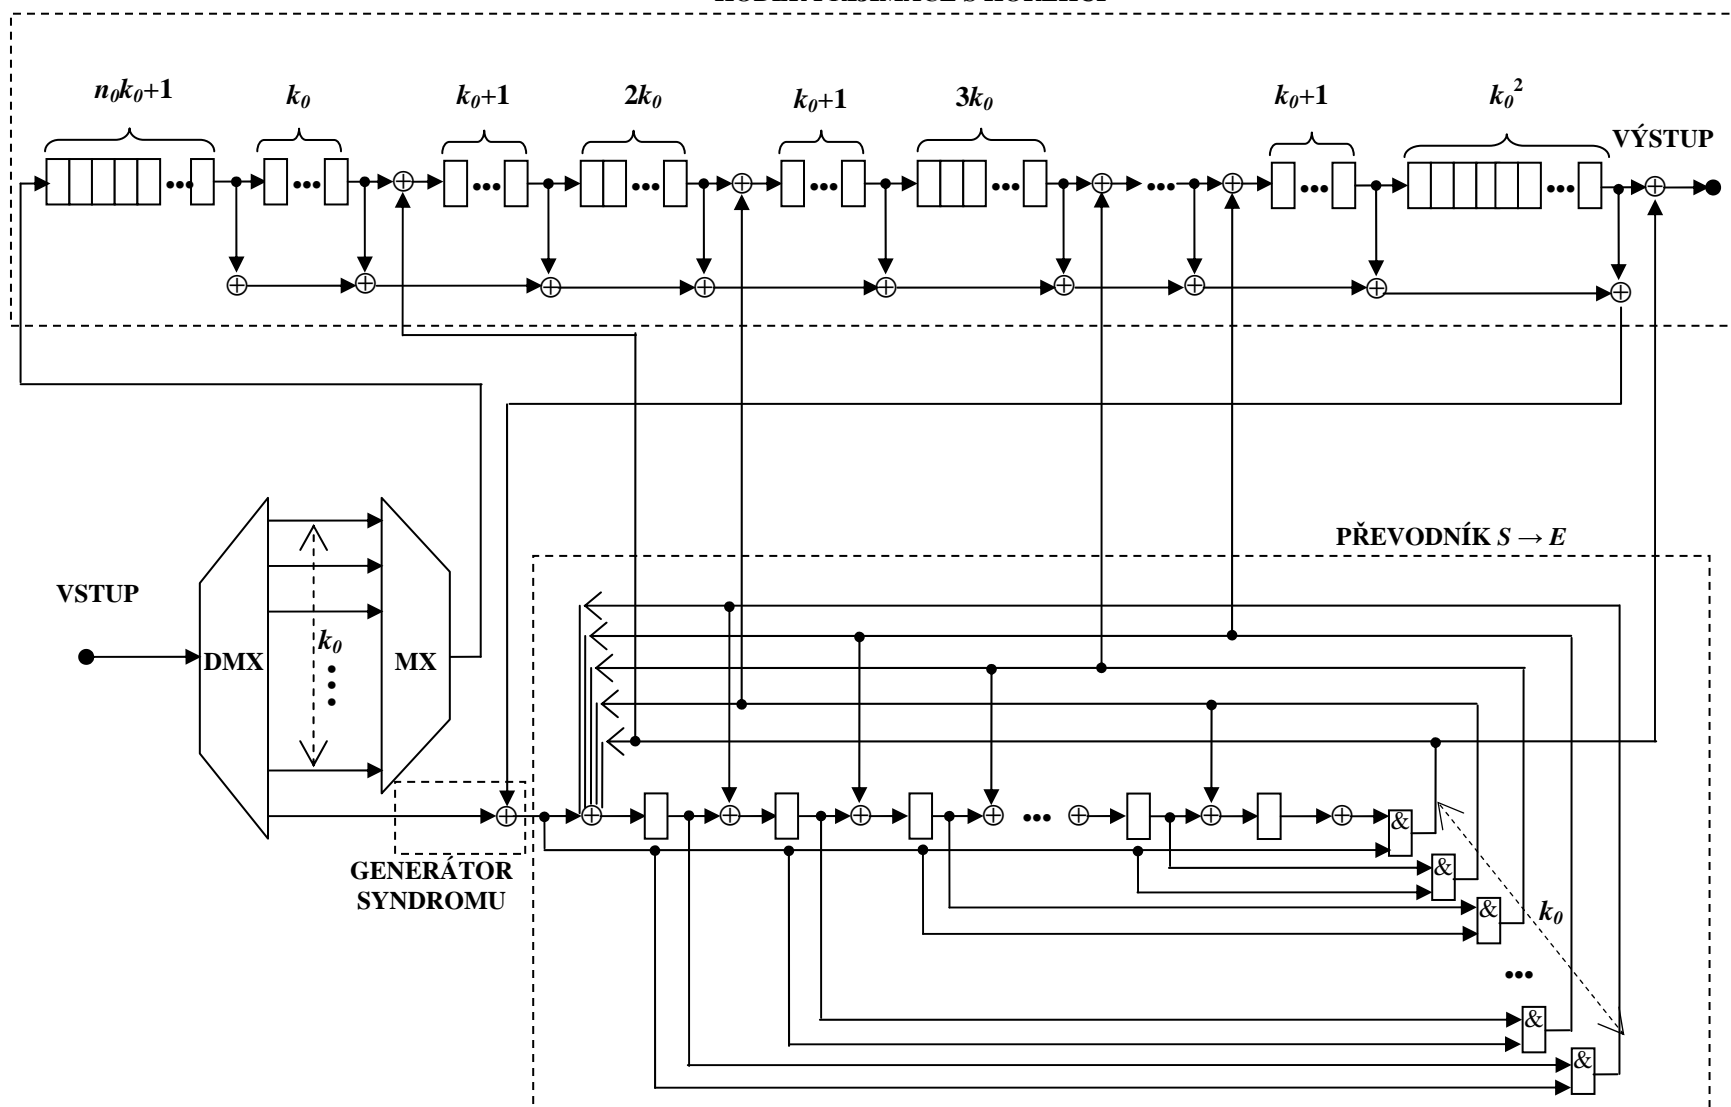 n₀k₀+1
k₀
k₀+1
2k₀
k₀+1
3k₀
k₀+1
k₀²
VÝSTUP
PŘEVODNÍK S → E
VSTUP
k₀
DMX
MX
GENERÁTOR
SYNDROMU
&
&
&
k₀
&
&